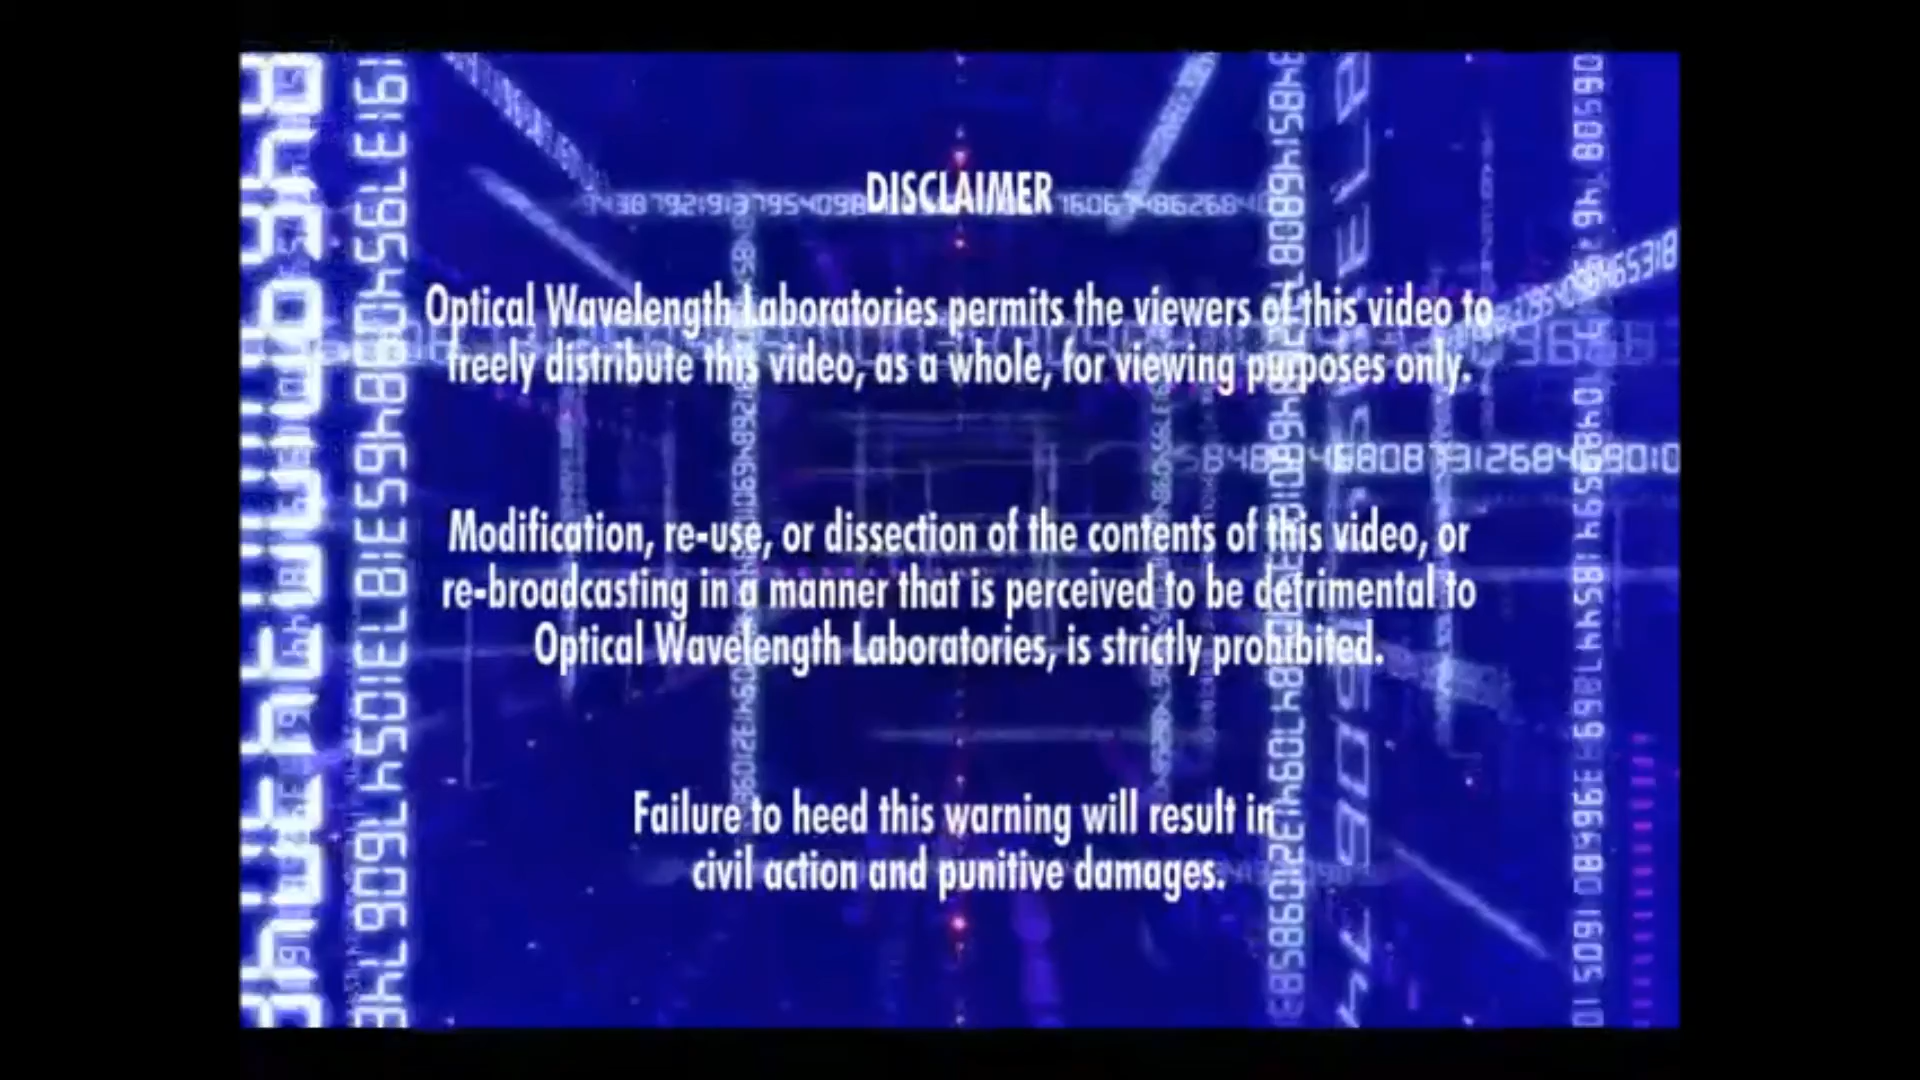 DISCLAIMER
Optical Wavelength Laboratories permits the viewers of this video to
freely distribute this video, as a whole, for viewing purposes only.
Modification, re-use, or dissection of the contents of this video, or
re-broadcasting in a manner that is perceived to be detrimental to
Optical Wavelength Laboratories, is strictly prohibited.
Failure to heed this warning will result in
civil action and punitive damages.